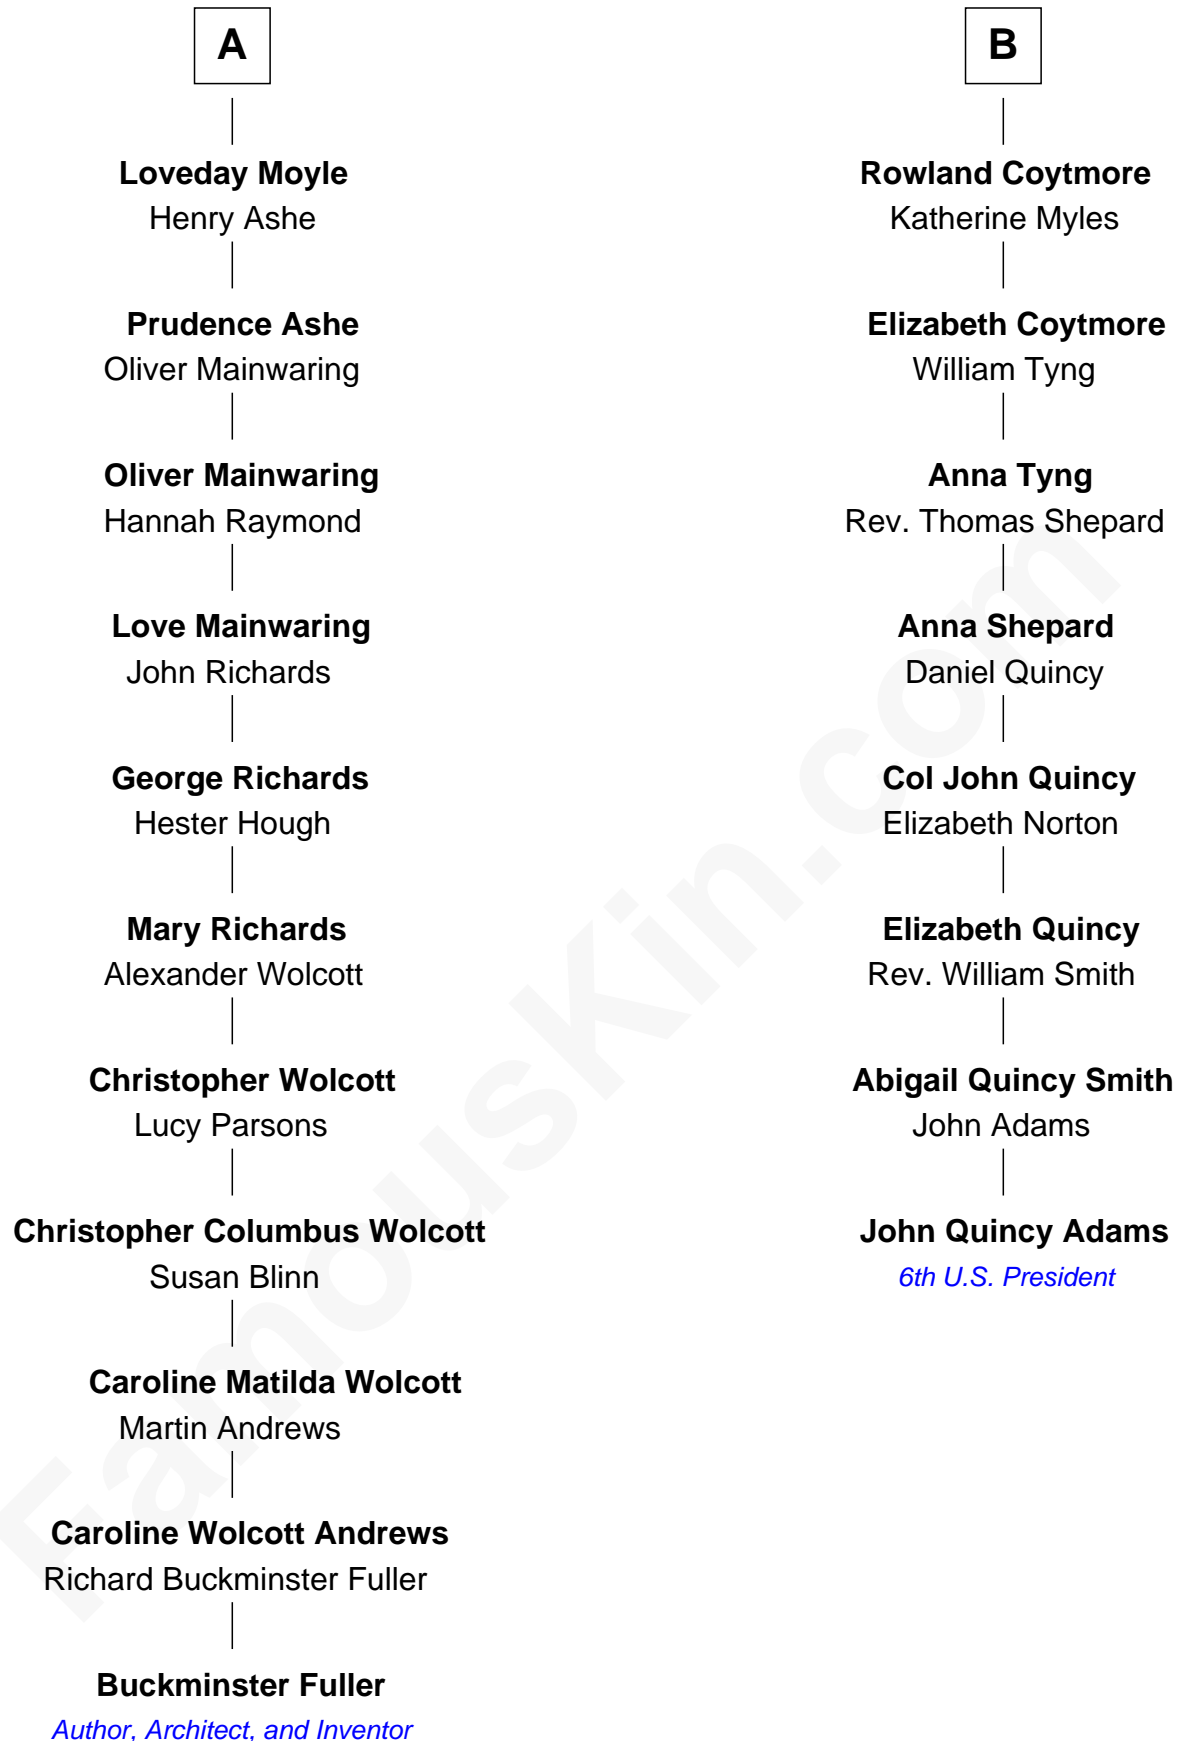 A
Loveday Moyle
Henry Ashe
Prudence Ashe
Oliver Mainwaring
Oliver Mainwaring
Hannah Raymond
Love Mainwaring
John Richards
George Richards
Hester Hough
Mary Richards
Alexander Wolcott
Christopher Wolcott
Lucy Parsons
Christopher Columbus Wolcott
Susan Blinn
Caroline Matilda Wolcott
Martin Andrews
Caroline Wolcott Andrews
Richard Buckminster Fuller
Buckminster Fuller
Author, Architect, and Inventor
B
Rowland Coytmore
Katherine Myles
Elizabeth Coytmore
William Tyng
Anna Tyng
Rev. Thomas Shepard
Anna Shepard
Daniel Quincy
Col John Quincy
Elizabeth Norton
Elizabeth Quincy
Rev. William Smith
Abigail Quincy Smith
John Adams
John Quincy Adams
6th U.S. President
FamousKin.com